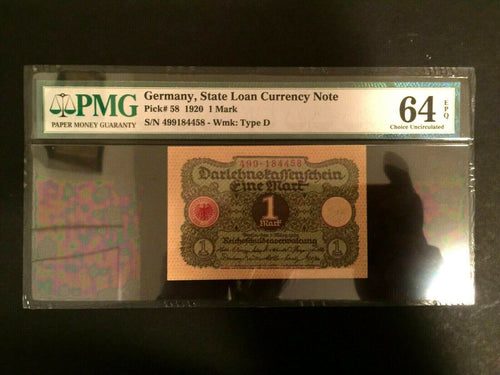 PMG
PAPER MONEY GUARANTY
Germany, State Loan Currency Note
Pick# 58 1920 1 Mark
S/N 499184458 - Wmk: Type D
64 EPQ
Choice Uncirculated
499-184458
Darlehnskassenschein
Eine Mark
1
Mark
Reichsschuldenverwaltung
1
1